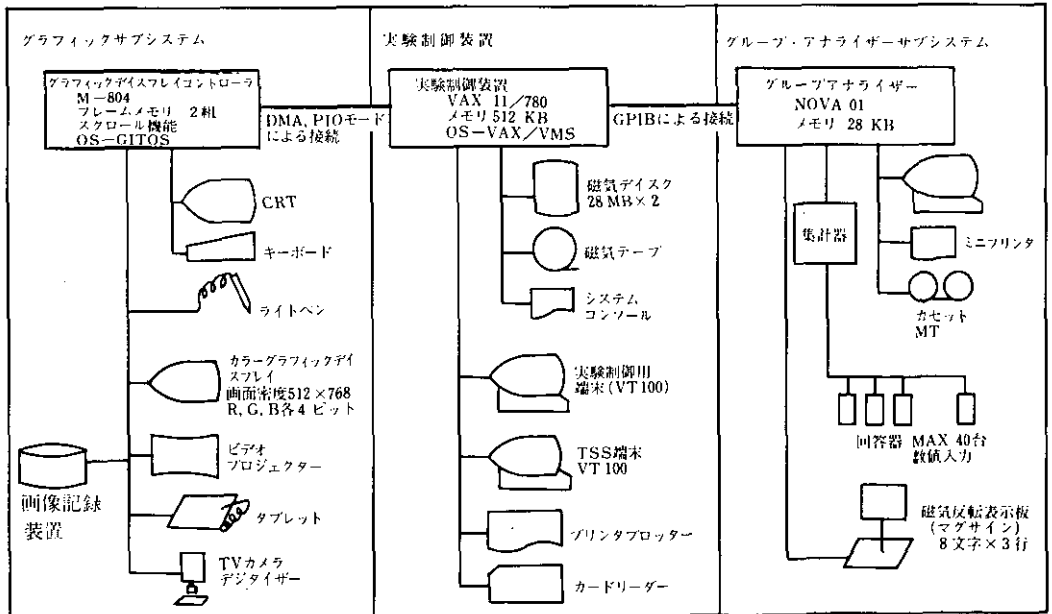 グラフィックサブシステム
グラフィックデイスプレイコントローラ
M-804
フレームメモリ 2組
スクロール機能
OS-GITOS
DMA, PIOモード
による接続
CRT
キーボード
ライトペン
カラーグラフィックデイ
スプレイ
画面密度512×768
R, G, B各4ビット
ビデオ
プロジェクター
画像記録
装置
タブレット
TVカメラ
デジタイザー
実験制御装置
実験制御装置
VAX 11/780
メモリ 512 KB
OS-VAX/VMS
GPIBによる接続
磁気ディスク
28 MB×2
磁気テープ
システム
コンソール
実験制御用
端末(VT100)
TSS端末
VT 100
プリンタプロッター
カードリーダー
グループ・アナライザーサブシステム
グループアナライザー
NOVA 01
メモリ 28 KB
集計器
ミニプリンタ
カセット
MT
回答器 MAX 40台
数値入力
磁気反転表示板
(マグサイン)
8文字×3行